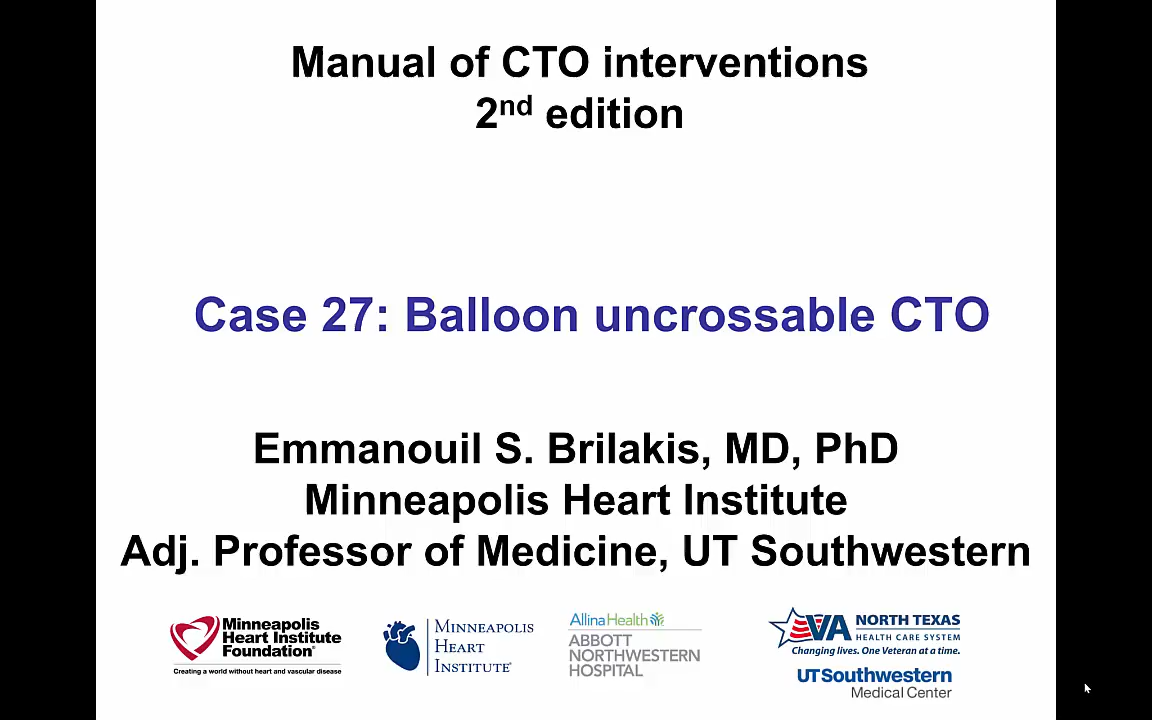 Manual of CTO interventions
2nd edition
Case 27: Balloon uncrossable CTO
Emmanouil S. Brilakis, MD, PhD
Minneapolis Heart Institute
Adj. Professor of Medicine, UT Southwestern
Minneapolis
Heart Institute
Foundation®
Creating a world without heart and vascular disease
MINNEAPOLIS
HEART
INSTITUTE®
AllinaHealth
ABBOTT
NORTHWESTERN
HOSPITAL
VA NORTH TEXAS
HEALTH CARE SYSTEM
Changing lives. One Veteran at a time.
UTSouthwestern
Medical Center